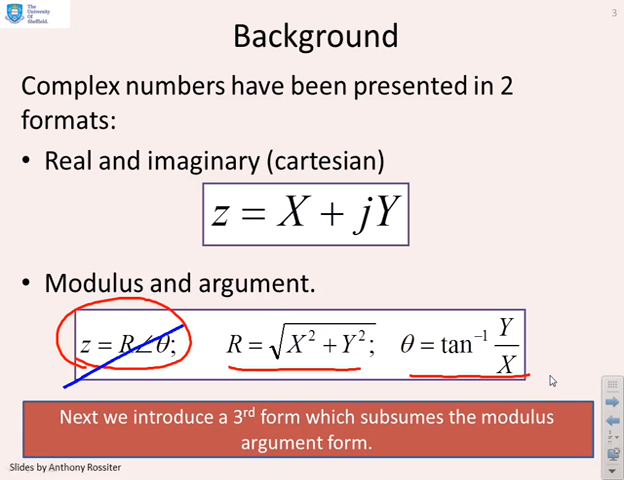 The
University
Of
Sheffield.
3
Background
Complex numbers have been presented in 2
formats:
• Real and imaginary (cartesian)
z = X + jY
• Modulus and argument.
z = R∠θ; R = √(X² + Y²); θ = tan⁻¹ Y/X
Next we introduce a 3rd form which subsumes the modulus
argument form.
Slides by Anthony Rossiter